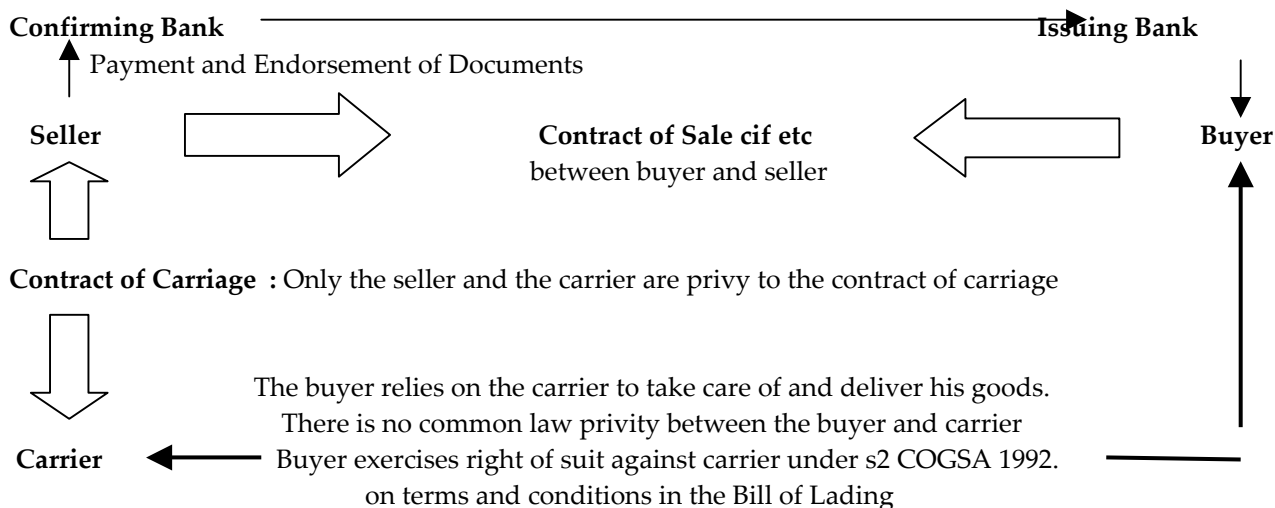 Confirming Bank Issuing Bank
Payment and Endorsement of Documents
Seller Contract of Sale cif etc Buyer
between buyer and seller
Contract of Carriage : Only the seller and the carrier are privy to the contract of carriage
The buyer relies on the carrier to take care of and deliver his goods.
There is no common law privity between the buyer and carrier
Carrier Buyer exercises right of suit against carrier under s2 COGSA 1992.
on terms and conditions in the Bill of Lading